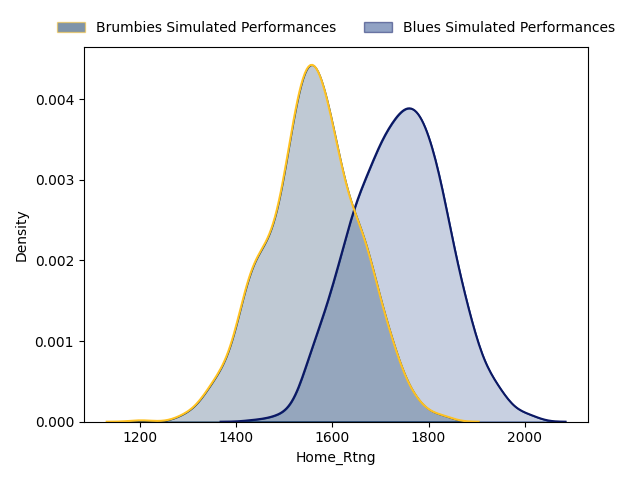 Brumbies Simulated Performances
Blues Simulated Performances
Density
0.004
0.003
0.002
0.001
0.000
1200
1400
1600
1800
2000
Home_Rtng